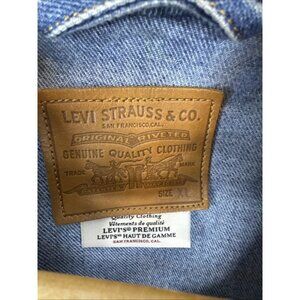 LEVI STRAUSS & CO.
SAN FRANCISCO, CAL.
ORIGINAL RIVETED
GENUINE QUALITY CLOTHING
TRADE MARK
SIZE XL
Quality Clothing
Vêtements de qualité
LEVI'S® PREMIUM
LEVI'S® HAUT DE GAMME
SAN FRANCISCO, CAL.